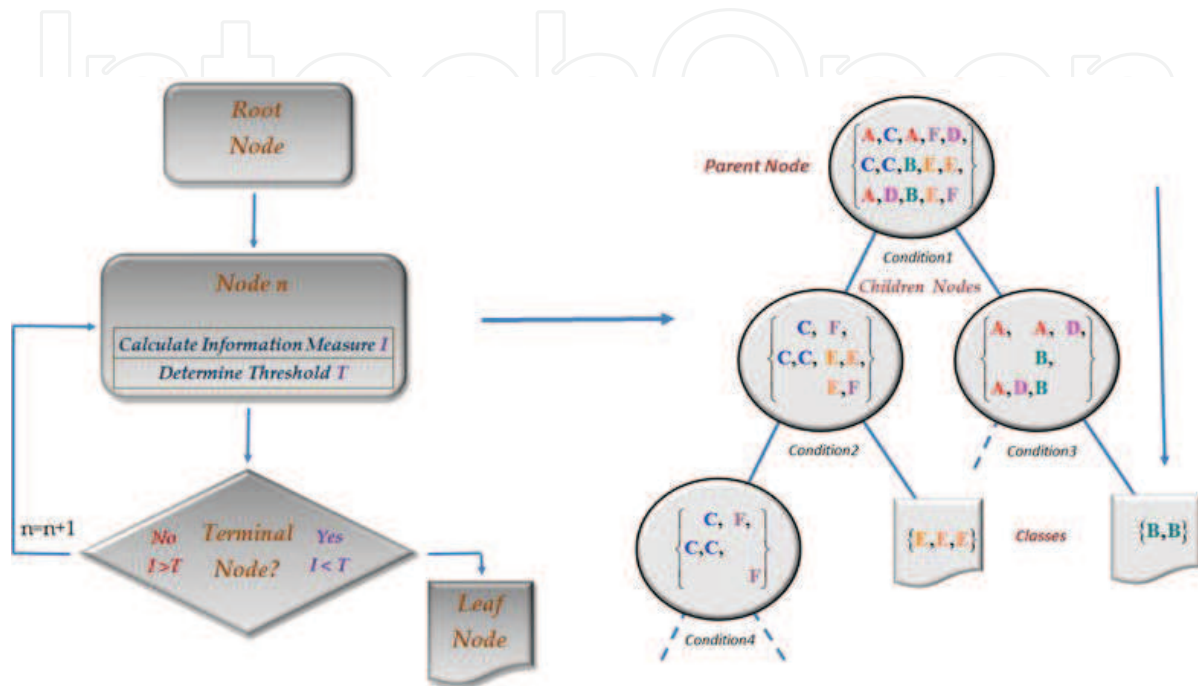 IntechOpen
Root
Node
Node n
Calculate Information Measure I
Determine Threshold T
n=n+1
No
I>T
Terminal
Node?
Yes
I < T
Leaf
Node
Parent Node
{A,C,A,F,D,
C,C,B,E,E,
A,D,B,E,F}
Condition1
Children Nodes
{C, F,
C,C, E,E,
E,F}
{A, A, D,
B,
A,D,B}
Condition2
Condition3
{C, F,
C,C,
F}
{E,E,E}
Classes
{B,B}
Condition4